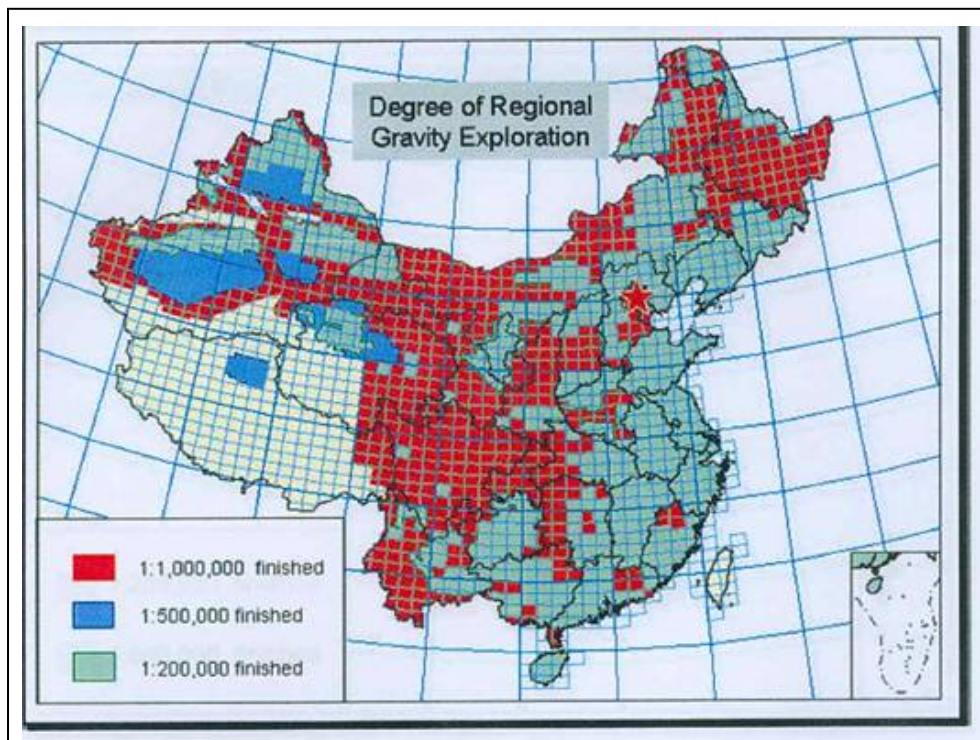 Degree of Regional
Gravity Exploration
1:1,000,000 finished
1:500,000 finished
1:200,000 finished